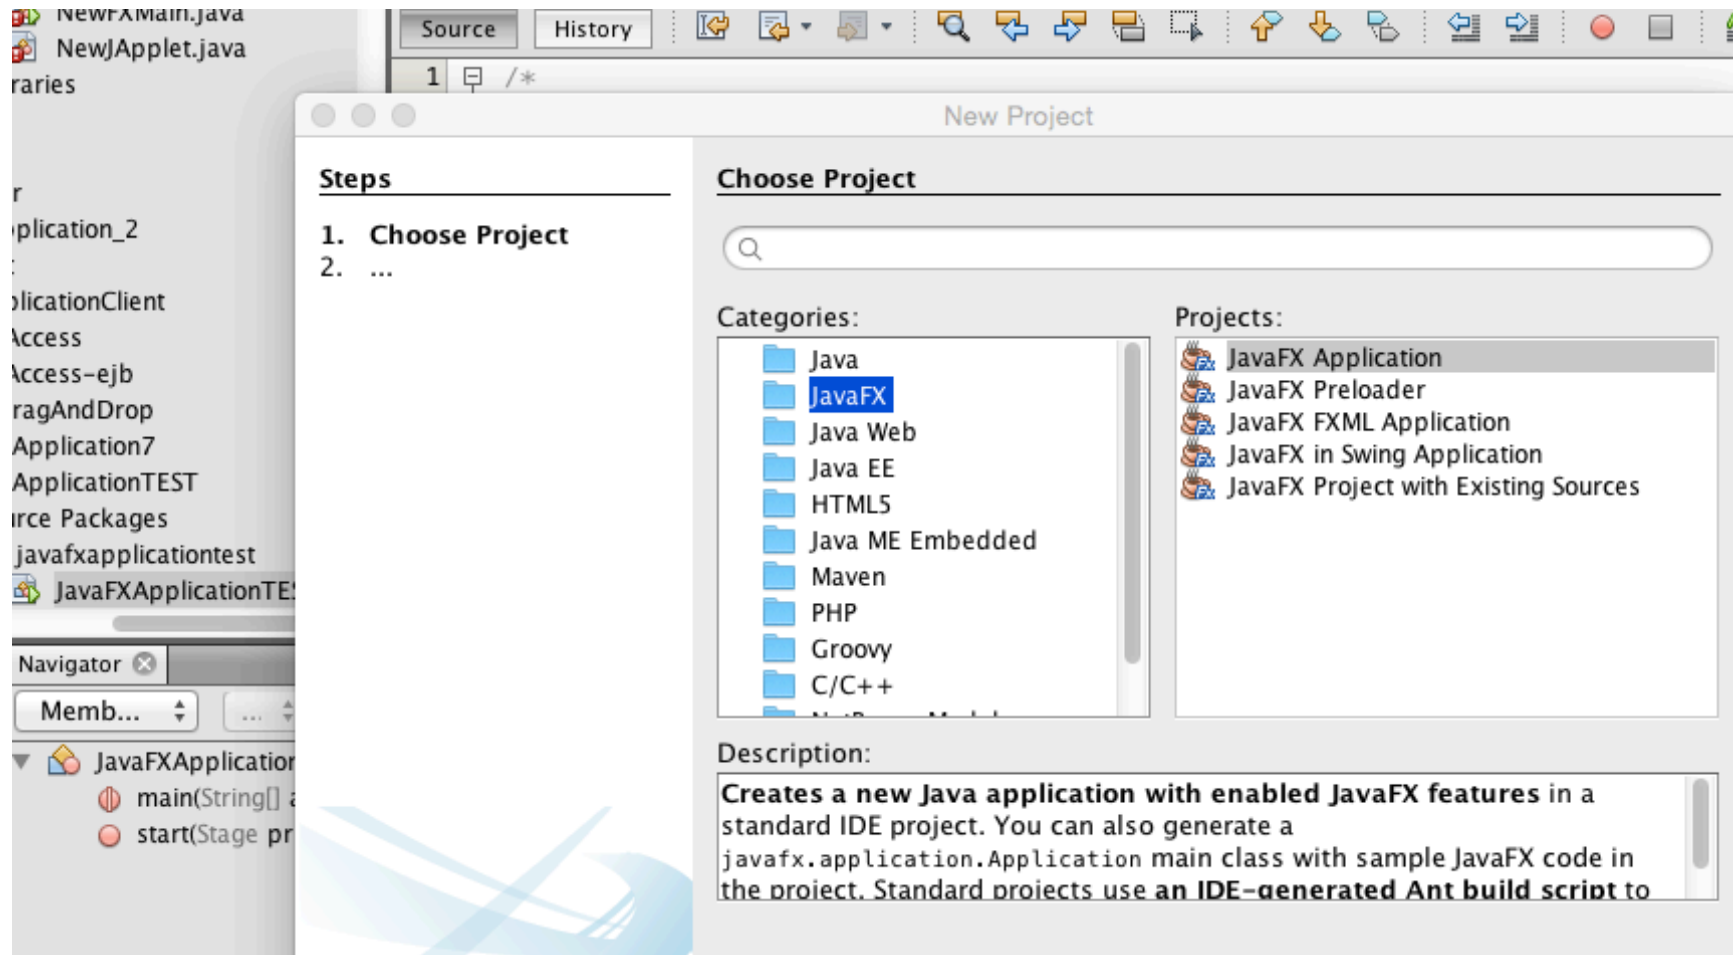 NewFXMain.java
NewJApplet.java
raries
r
plication_2
plicationClient
Access
Access-ejb
ragAndDrop
Application7
ApplicationTEST
urce Packages
javafxapplicationtest
JavaFXApplicationTES
Navigator
Memb...
...
JavaFXApplication
main(String[] a
start(Stage pr
Source
History
1 /*
New Project
Steps
1. Choose Project
2. ...
Choose Project
Categories:
Java
JavaFX
Java Web
Java EE
HTML5
Java ME Embedded
Maven
PHP
Groovy
C/C++
Projects:
JavaFX Application
JavaFX Preloader
JavaFX FXML Application
JavaFX in Swing Application
JavaFX Project with Existing Sources
Description:
Creates a new Java application with enabled JavaFX features in a
standard IDE project. You can also generate a
javafx.application.Application main class with sample JavaFX code in
the project. Standard projects use an IDE-generated Ant build script to